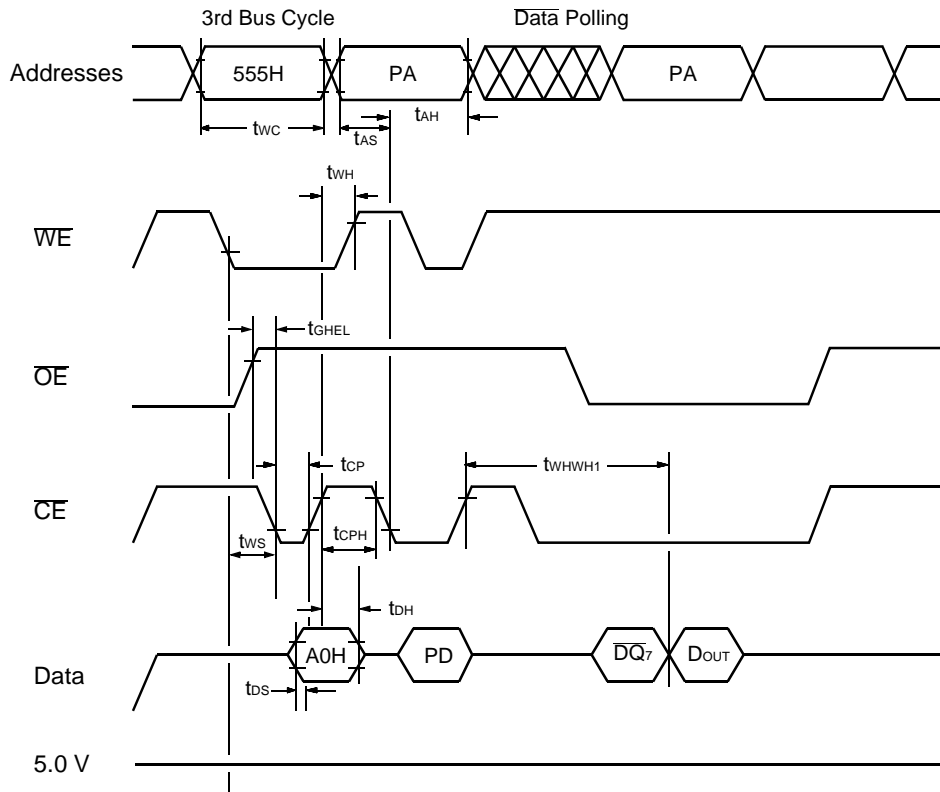 3rd Bus Cycle Data Polling
Addresses 555H PA PA
tWC tAS tAH
tWH
WE
tGHEL
OE
tCP tWHWH1
CE
tWS tCPH
tDH
Data A0H PD DQ7 DOUT
tDS
5.0 V